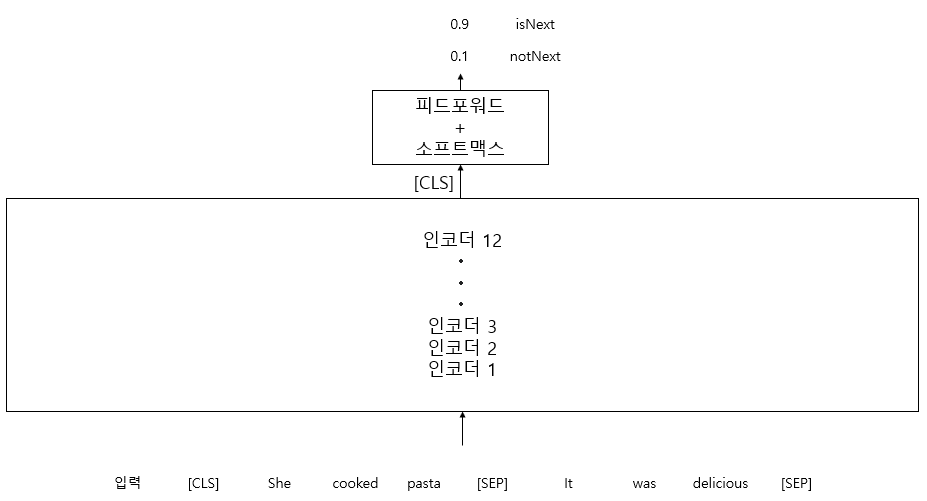 0.9 isNext
0.1 notNext
피드포워드
+
소프트맥스
[CLS]
인코더 12
인코더 3
인코더 2
인코더 1
입력 [CLS] She cooked pasta [SEP] It was delicious [SEP]